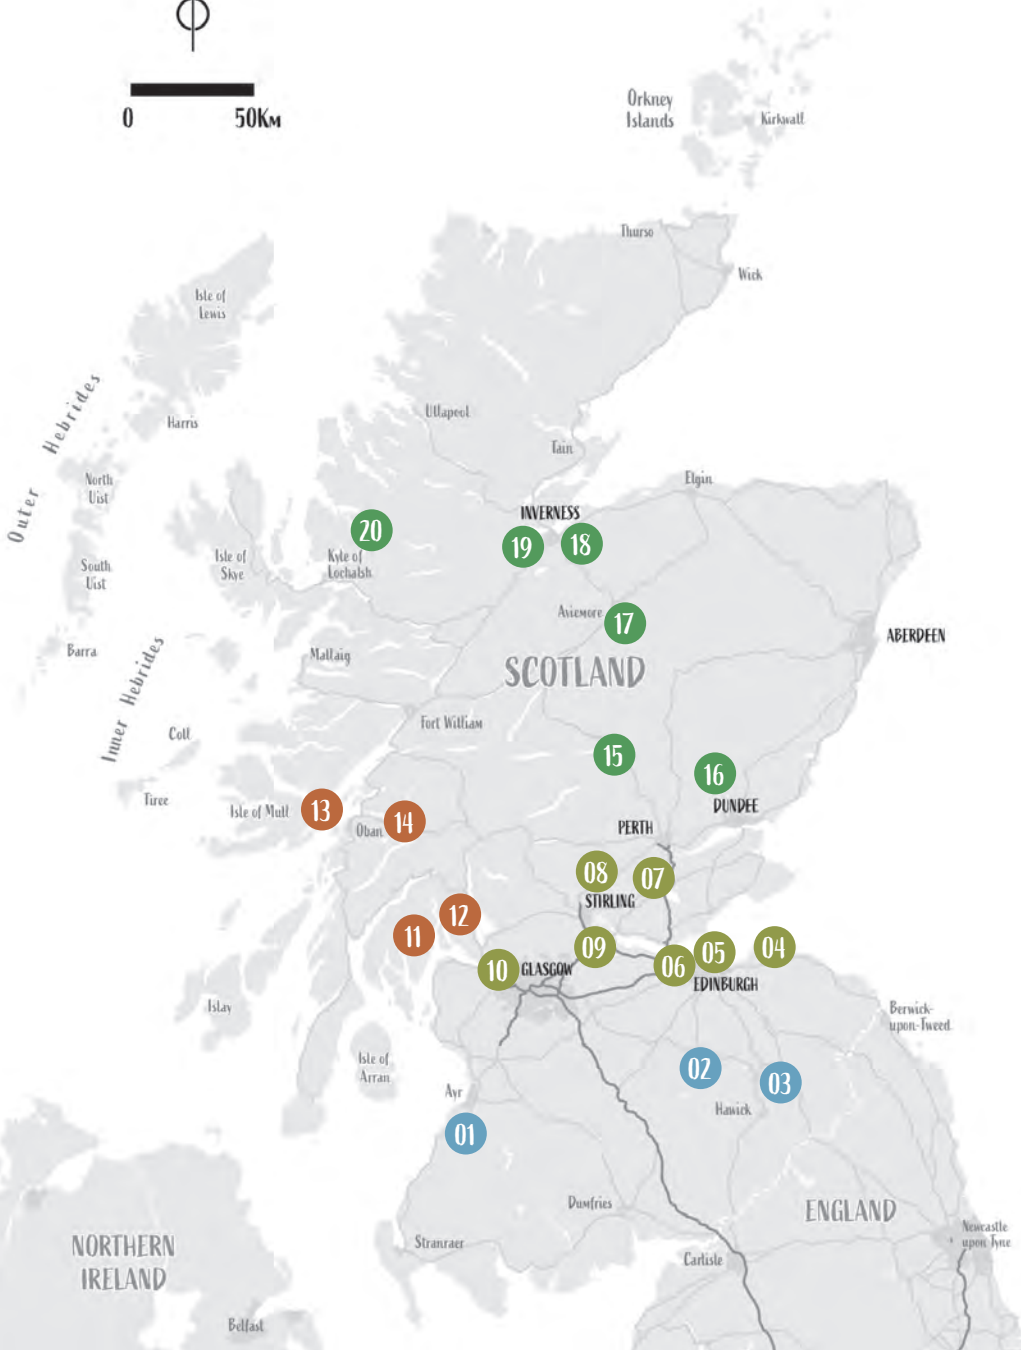 0
50KM
Orkney
Islands
Kirkwall
Thurso
Wick
Isle of
Lewis
Outer Hebrides
Harris
Ullapool
Tain
North
Uist
Elgin
INVERNESS
20
19
18
Kyle of
Lochalsh
Isle of
Skye
South
Uist
Aviemore
17
ABERDEEN
Barra
Mallaig
SCOTLAND
Inner Hebrides
Fort William
Coll
15
16
Tiree
Isle of Mull
13
14
Oban
DUNDEE
PERTH
08
07
STIRLING
12
11
09
04
05
06
10
GLASGOW
EDINBURGH
Islay
Berwick-
upon-Tweed
Isle of
Arran
02
03
Ayr
Hawick
01
Dumfries
ENGLAND
Newcastle
upon Tyne
Stranraer
NORTHERN
IRELAND
Carlisle
Belfast